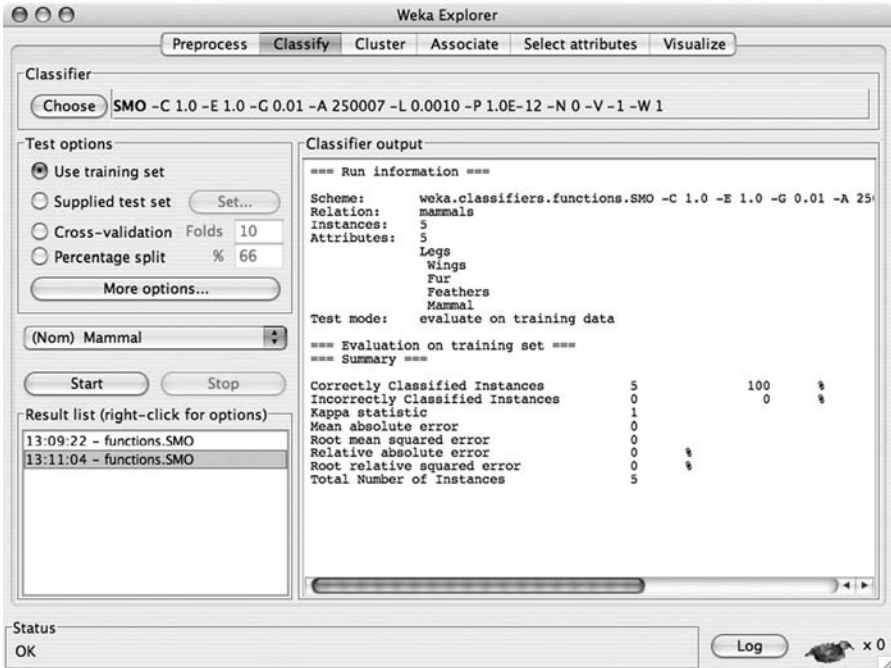 Weka Explorer
Preprocess Classify Cluster Associate Select attributes Visualize
Classifier
Choose SMO -C 1.0 -E 1.0 -G 0.01 -A 250007 -L 0.0010 -P 1.0E-12 -N 0 -V -1 -W 1
Test options
Use training set
Supplied test set Set...
Cross-validation Folds 10
Percentage split % 66
More options...
(Nom) Mammal
Start Stop
Result list (right-click for options)
13:09:22 - functions.SMO
13:11:04 - functions.SMO
Classifier output
=== Run information ===
Scheme: weka.classifiers.functions.SMO -C 1.0 -E 1.0 -G 0.01 -A 25
Relation: mammals
Instances: 5
Attributes: 5
Legs
Wings
Fur
Feathers
Mammal
Test mode: evaluate on training data
=== Evaluation on training set ===
=== Summary ===
Correctly Classified Instances 5 100 %
Incorrectly Classified Instances 0 0 %
Kappa statistic 1
Mean absolute error 0
Root mean squared error 0
Relative absolute error 0 %
Root relative squared error 0 %
Total Number of Instances 5
Status
OK
Log
x 0